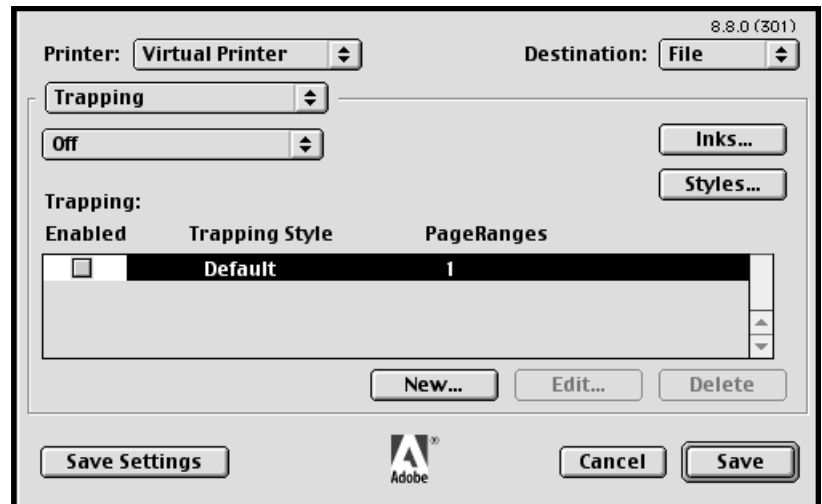 8.8.0 (301)
Printer: Virtual Printer Destination: File
Trapping
Off
Inks...
Styles...
Trapping:
Enabled Trapping Style PageRanges
Default 1
New... Edit... Delete
Save Settings Adobe® Cancel Save